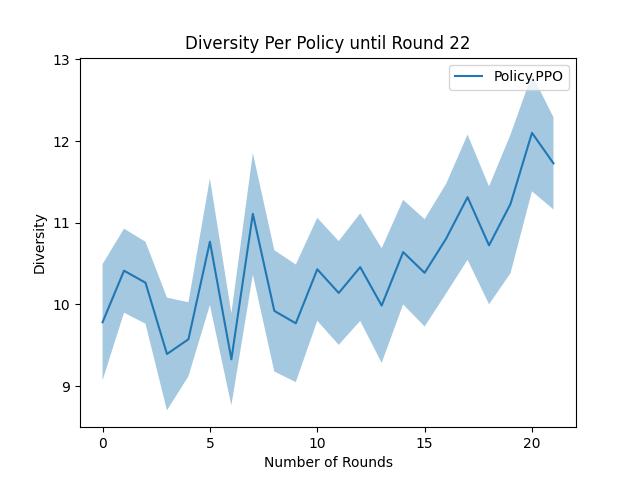 Diversity Per Policy until Round 22
Policy.PPO
13
12
11
10
9
Diversity
0 5 10 15 20
Number of Rounds